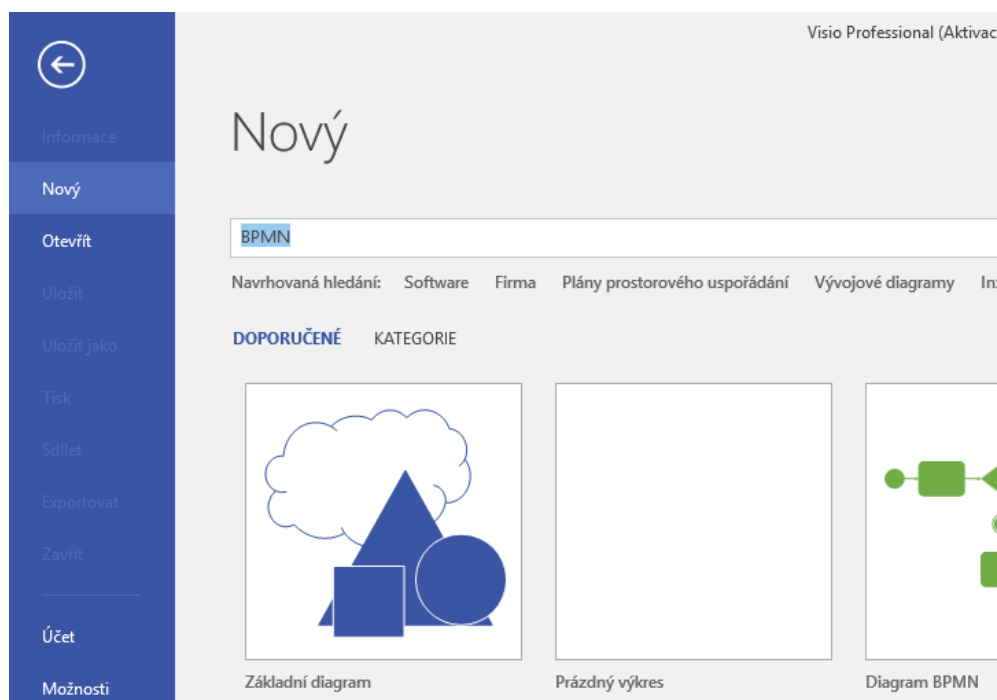 Visio Professional (Aktivac
Informace
Nový
Otevřít
Uložit
Uložit jako
Tisk
Sdílet
Exportovat
Zavřít
Účet
Možnosti
Nový
BPMN
Navrhovaná hledání: Software Firma Plány prostorového uspořádání Vývojové diagramy In
DOPORUČENÉ KATEGORIE
Základní diagram
Prázdný výkres
Diagram BPMN